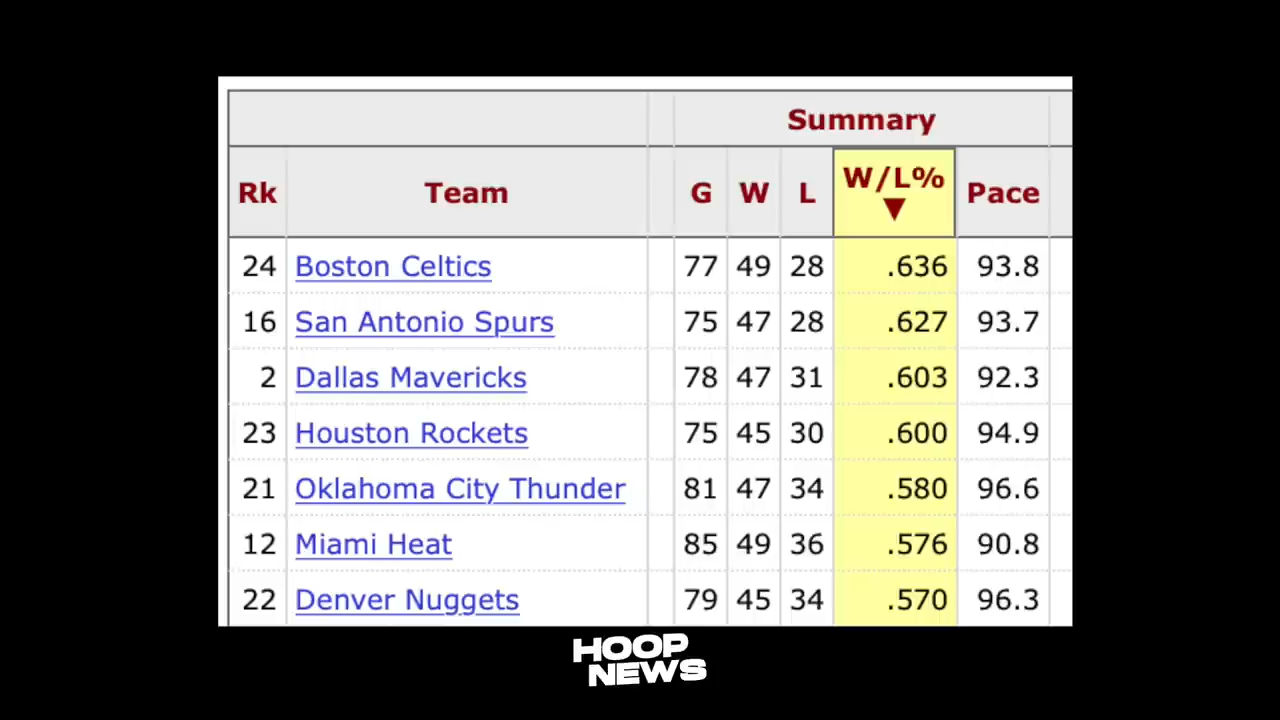 Summary
Rk Team G W L W/L% ▼ Pace
24 Boston Celtics 77 49 28 .636 93.8
16 San Antonio Spurs 75 47 28 .627 93.7
2 Dallas Mavericks 78 47 31 .603 92.3
23 Houston Rockets 75 45 30 .600 94.9
21 Oklahoma City Thunder 81 47 34 .580 96.6
12 Miami Heat 85 49 36 .576 90.8
22 Denver Nuggets 79 45 34 .570 96.3
HOOP
NEWS